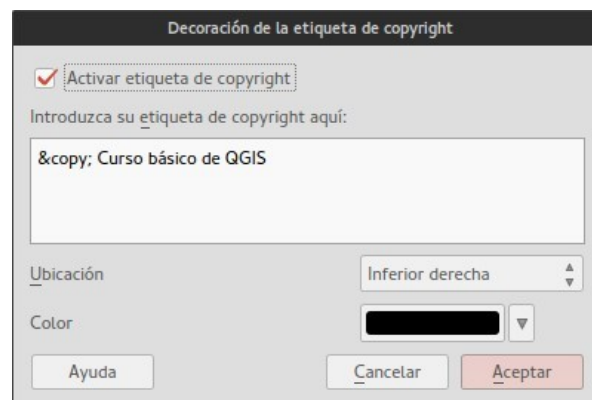 Decoración de la etiqueta de copyright
Activar etiqueta de copyright
Introduzca su etiqueta de copyright aquí:
&copy; Curso básico de QGIS
Ubicación
Inferior derecha
Color
Ayuda
Cancelar
Aceptar